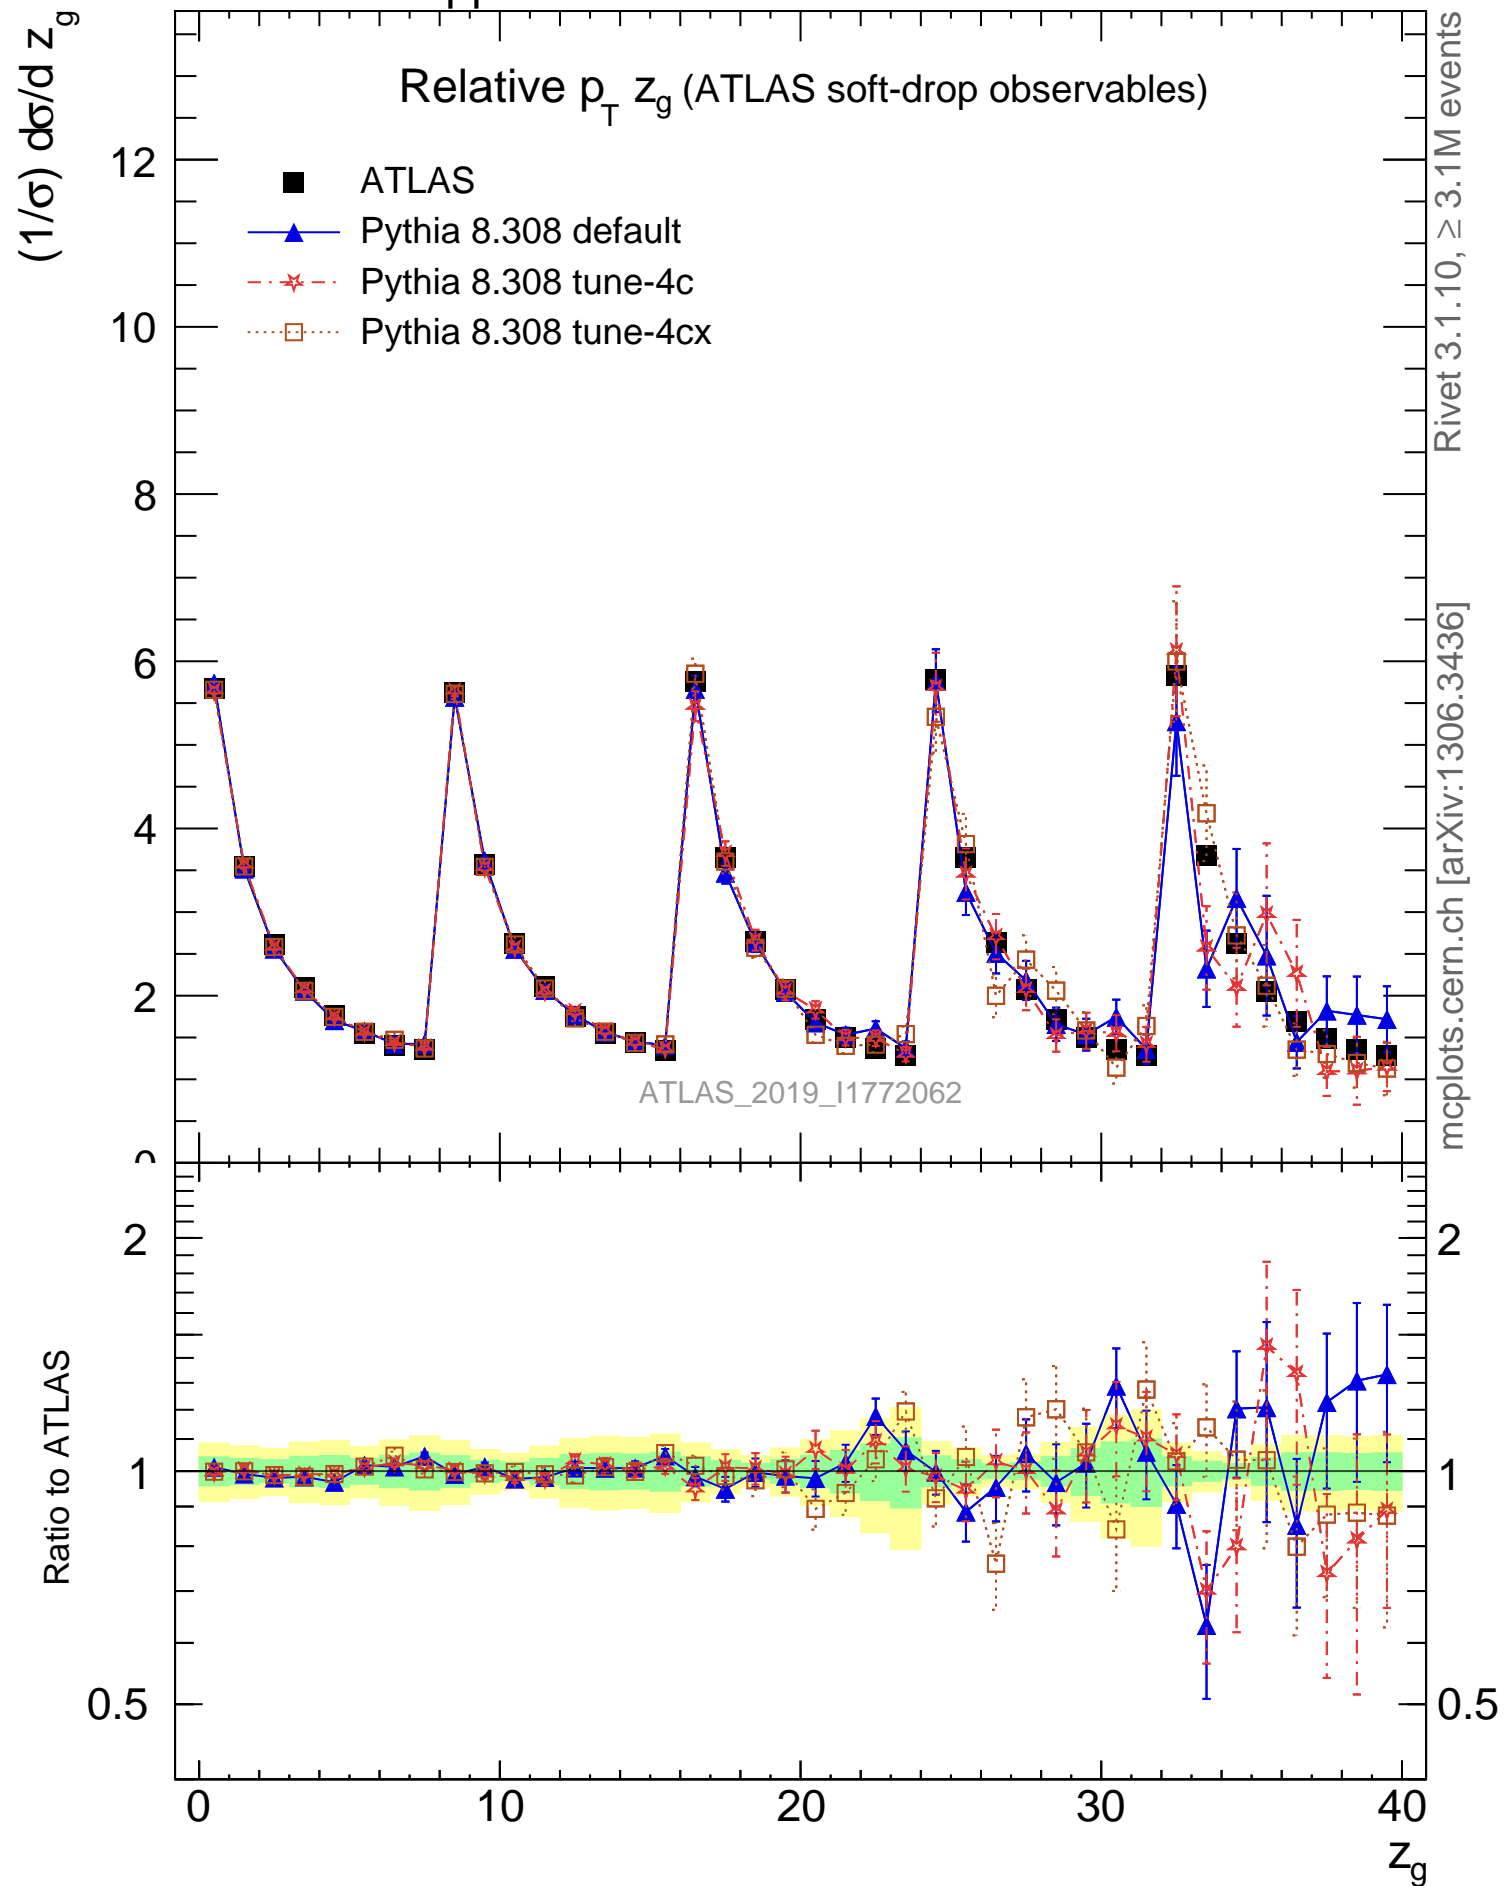 (1/σ) dσ/d z_g
Relative p_T z_g (ATLAS soft-drop observables)
ATLAS
Pythia 8.308 default
Pythia 8.308 tune-4c
Pythia 8.308 tune-4cx
12
10
8
6
4
2
0
ATLAS_2019_I1772062
Rivet 3.1.10, ≥ 3.1M events
mcplots.cern.ch [arXiv:1306.3436]
Ratio to ATLAS
2
1
0.5
2
1
0.5
0 10 20 30 40
z_g